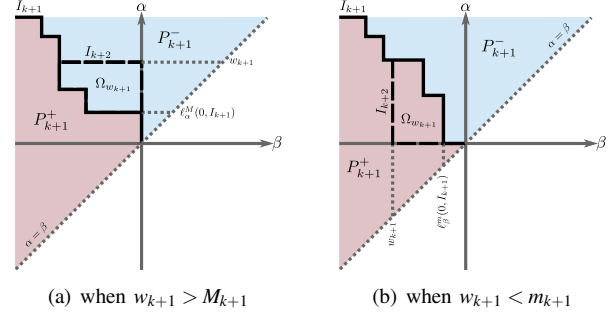 I_{k+1}
α
P^-_{k+1}
I_{k+2}
w_{k+1}
Ω_{w_{k+1}}
P^+_{k+1}
ℓ^M_α(0, I_{k+1})
β
α = β
(a) when w_{k+1} > M_{k+1}
I_{k+1}
α
α = β
P^-_{k+1}
I_{k+2}
Ω_{w_{k+1}}
β
P^+_{k+1}
w_{k+1}
ℓ^m_β(0, I_{k+1})
(b) when w_{k+1} < m_{k+1}